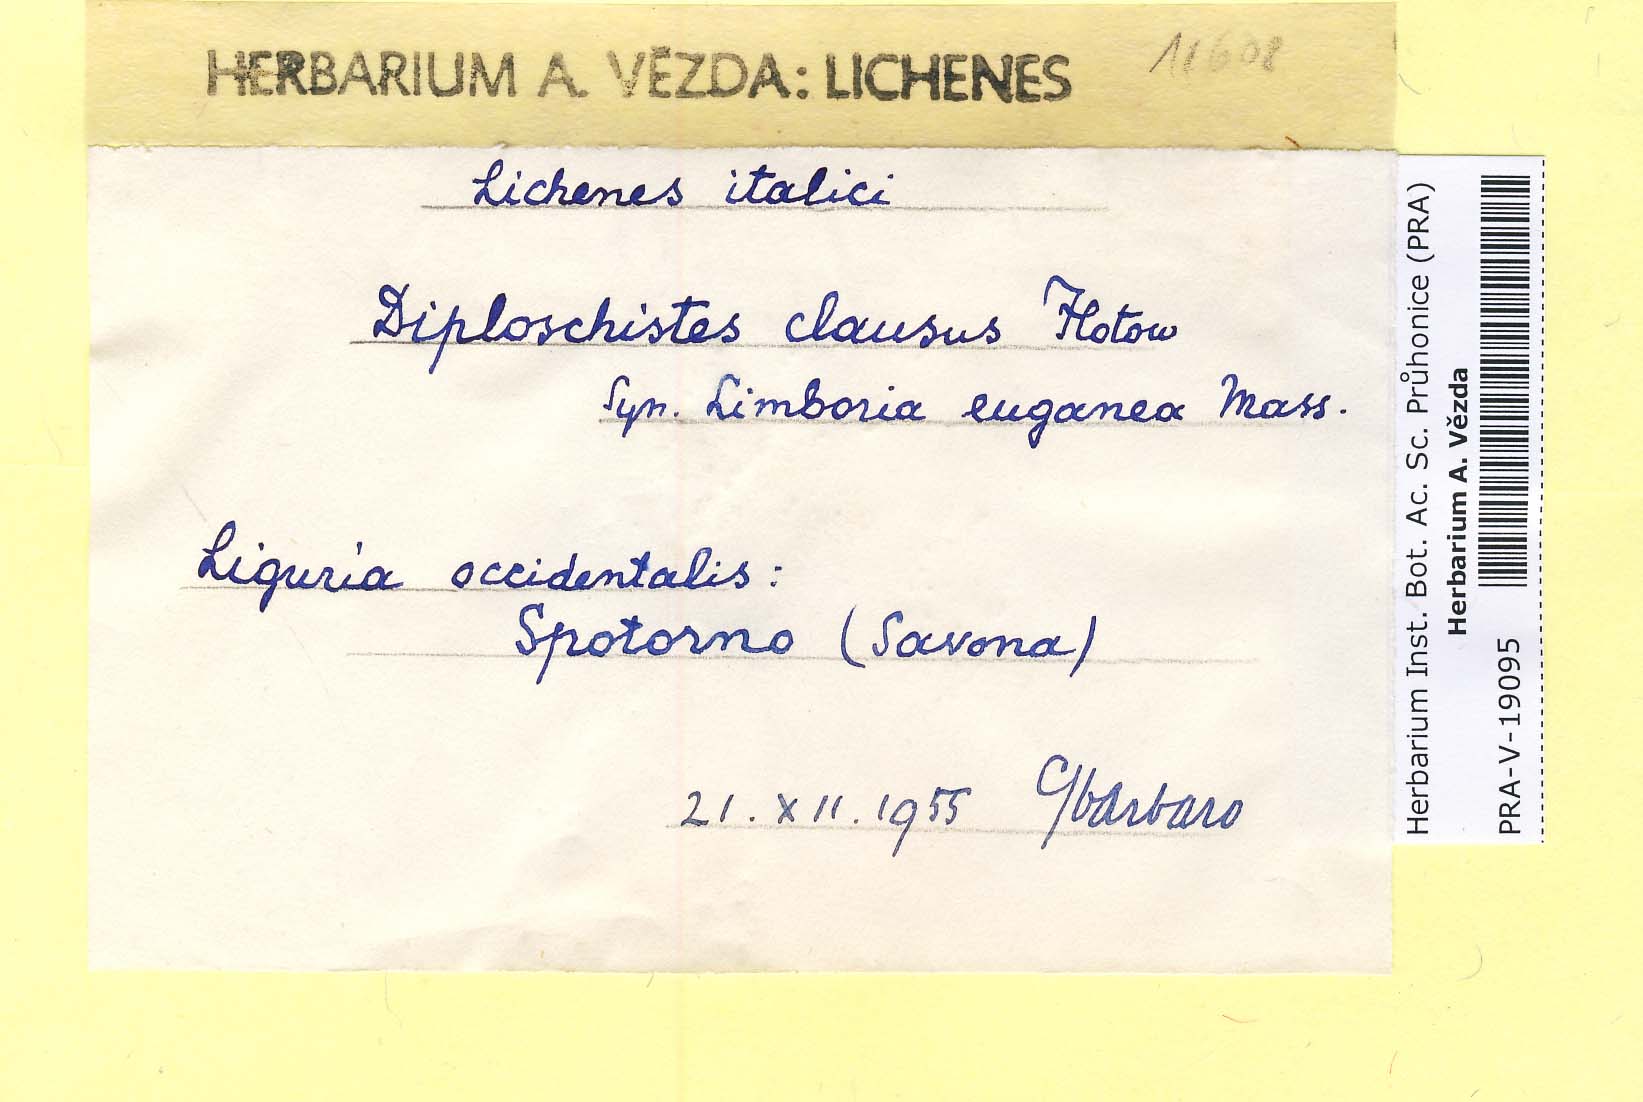 HERBARIUM A. VĚZDA: LICHENES
11608
Lichenes italici
Diploschistes clausus Flotow
Syn. Limboria euganea Mass.
Liguria occidentalis:
Spotorno (Savona)
21. XII. 1955 CSbarbaro
Herbarium Inst. Bot. Ac. Sc. Průhonice (PRA)
Herbarium A. Vězda
PRA-V-19095